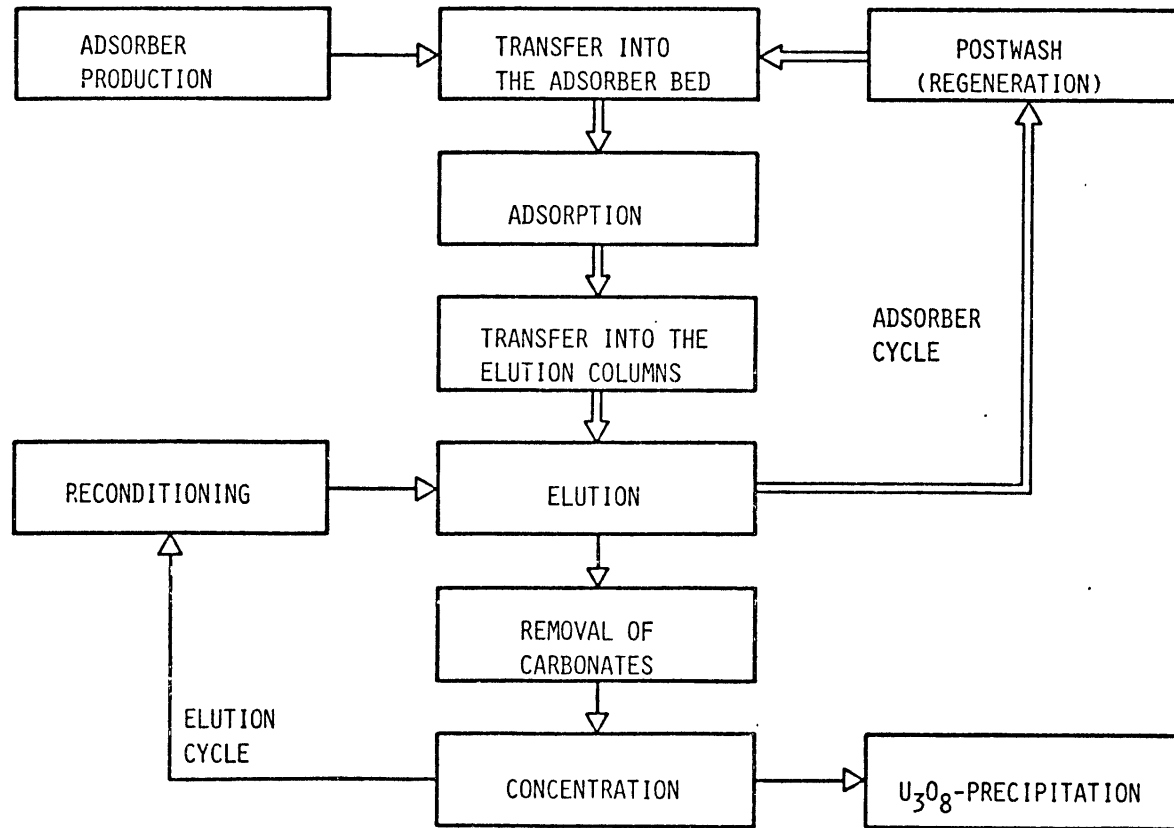 ADSORBER
PRODUCTION
TRANSFER INTO
THE ADSORBER BED
POSTWASH
(REGENERATION)
ADSORPTION
TRANSFER INTO THE
ELUTION COLUMNS
ADSORBER
CYCLE
RECONDITIONING
ELUTION
REMOVAL OF
CARBONATES
ELUTION
CYCLE
CONCENTRATION
U₃O₈-PRECIPITATION